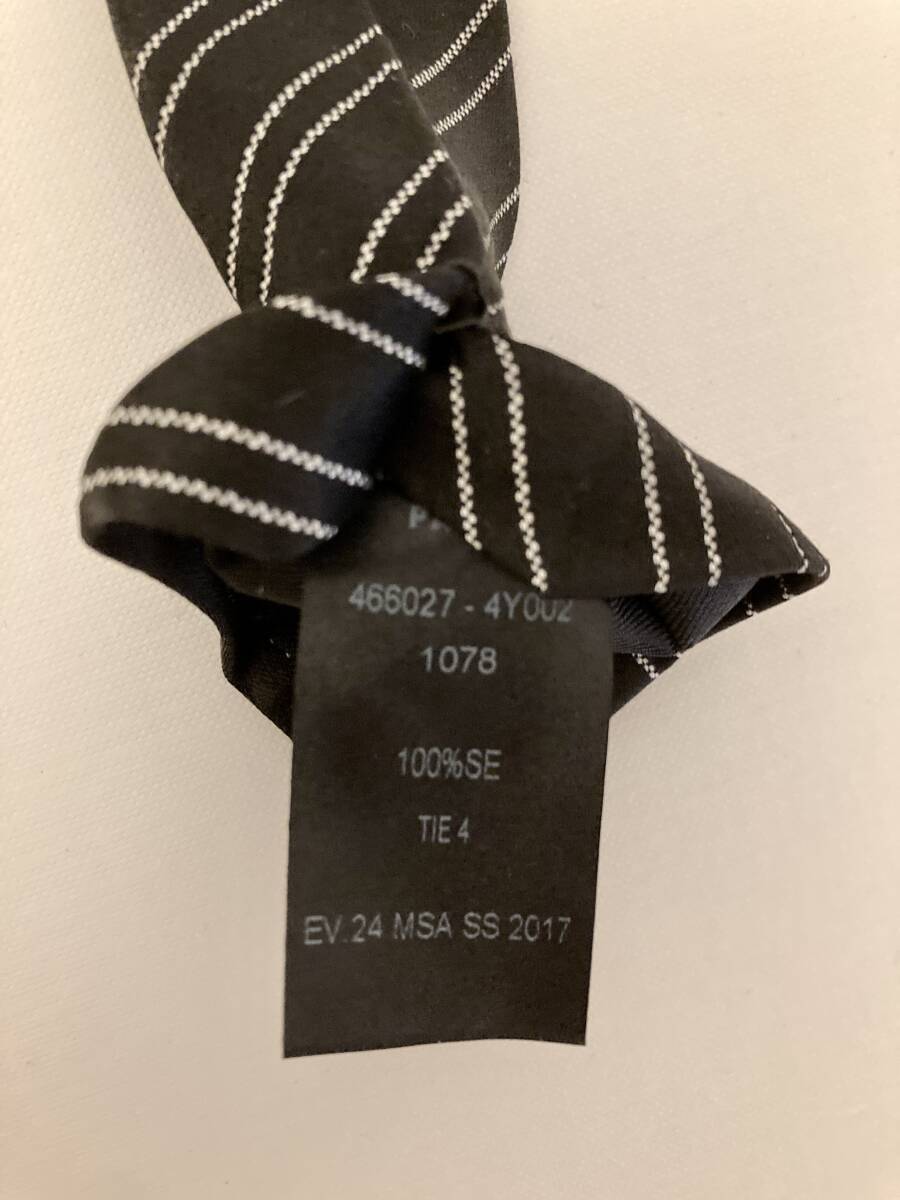 466027 - 4Y002
1078
100%SE
TIE 4
EV.24 MSA SS 2017